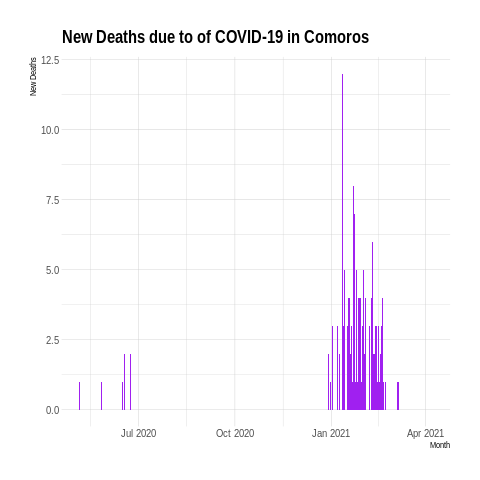 New Deaths due to of COVID-19 in Comoros
New Deaths
12.5
10.0
7.5
5.0
2.5
0.0
Jul 2020 Oct 2020 Jan 2021 Apr 2021
Month